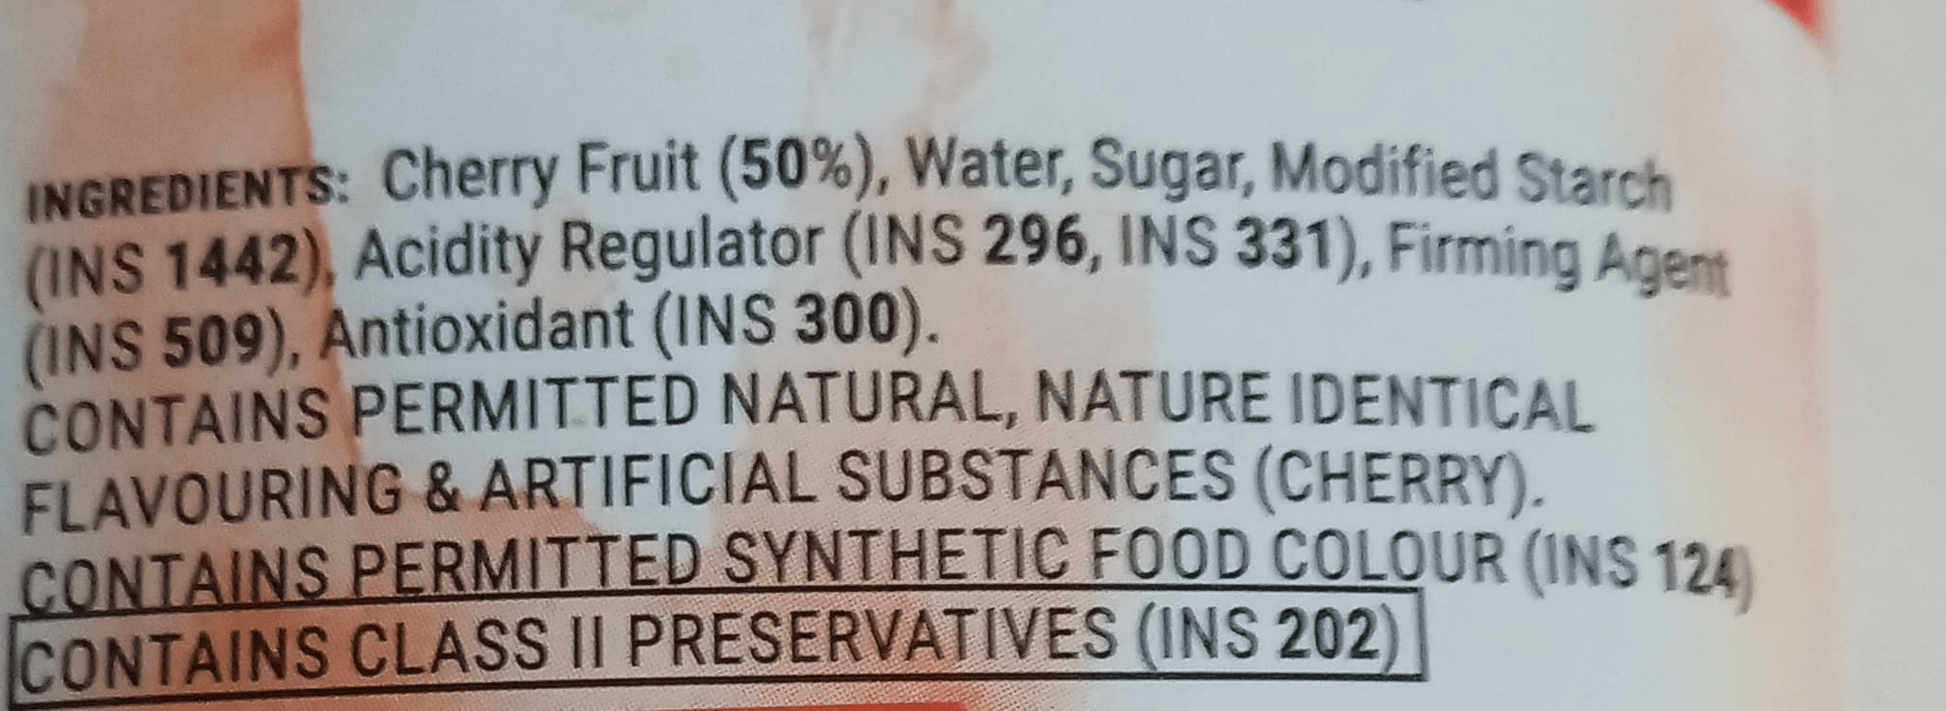 INGREDIENTS: Cherry Fruit (50%), Water, Sugar, Modified Starch
(INS 1442), Acidity Regulator (INS 296, INS 331), Firming Agent
(INS 509), Antioxidant (INS 300).
CONTAINS PERMITTED NATURAL, NATURE IDENTICAL
FLAVOURING & ARTIFICIAL SUBSTANCES (CHERRY).
CONTAINS PERMITTED SYNTHETIC FOOD COLOUR (INS 124)
CONTAINS CLASS II PRESERVATIVES (INS 202)